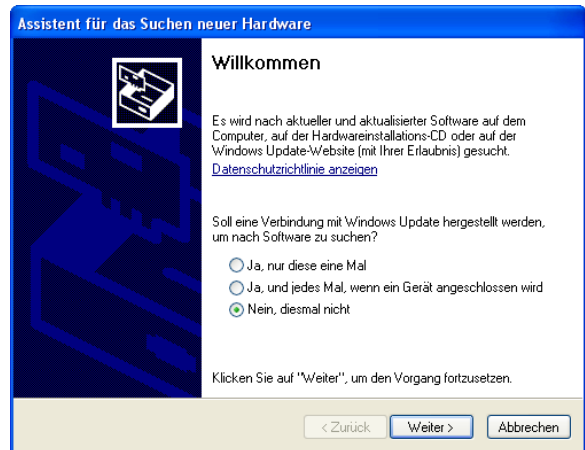 Assistent für das Suchen neuer Hardware
Willkommen
Es wird nach aktueller und aktualisierter Software auf dem
Computer, auf der Hardwareinstallations-CD oder auf der
Windows Update-Website (mit Ihrer Erlaubnis) gesucht.
Datenschutzrichtlinie anzeigen
Soll eine Verbindung mit Windows Update hergestellt werden,
um nach Software zu suchen?
Ja, nur diese eine Mal
Ja, und jedes Mal, wenn ein Gerät angeschlossen wird
Nein, diesmal nicht
Klicken Sie auf "Weiter", um den Vorgang fortzusetzen.
< Zurück Weiter > Abbrechen